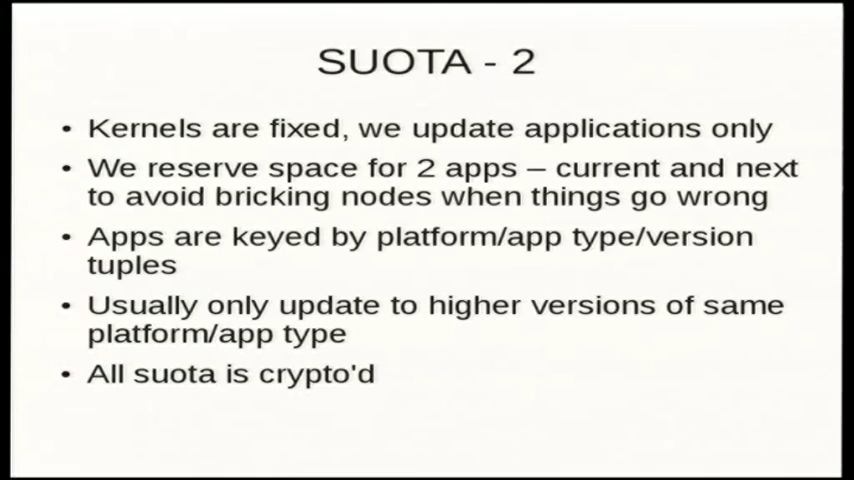 SUOTA - 2
• Kernels are fixed, we update applications only
• We reserve space for 2 apps – current and next
to avoid bricking nodes when things go wrong
• Apps are keyed by platform/app type/version
tuples
• Usually only update to higher versions of same
platform/app type
• All suota is crypto'd